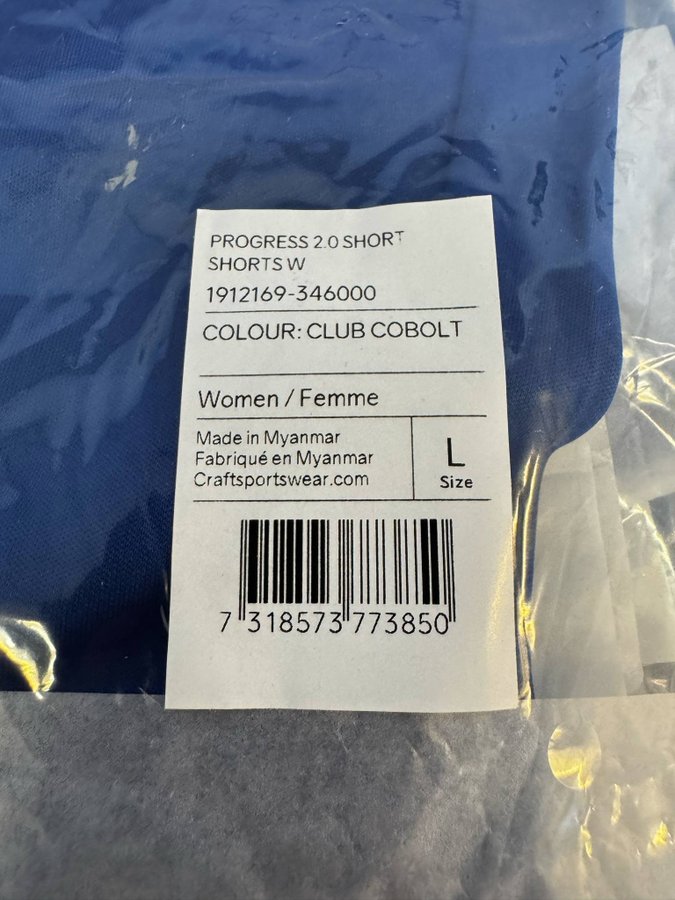 PROGRESS 2.0 SHORT
SHORTS W
1912169-346000
COLOUR: CLUB COBOLT
Women / Femme
Made in Myanmar
Fabriqué en Myanmar
Craftsportswear.com
L
Size
7 318573 773850